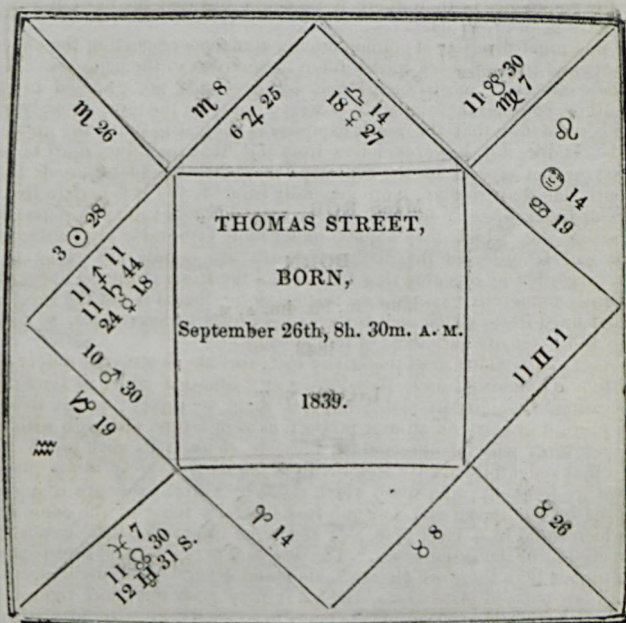 ♏ 26
♏ 8
6 ♃ 25
♎ 14
18 ♀ 27
11 ☋ 30
♍ 7
♌
14
♋ 19
3 ☉ 28
11 ♐ 11
11 ♄ 44
24 18
THOMAS STREET,
BORN,
September 26th, 8h. 30m. A. M.
1839.
11 ♊ 11
10 ♂ 30
♑ 19
♒
♓ 7
11 ☊ 30
12 ♅ 31 S.
♈ 14
♉ 8
♉ 26